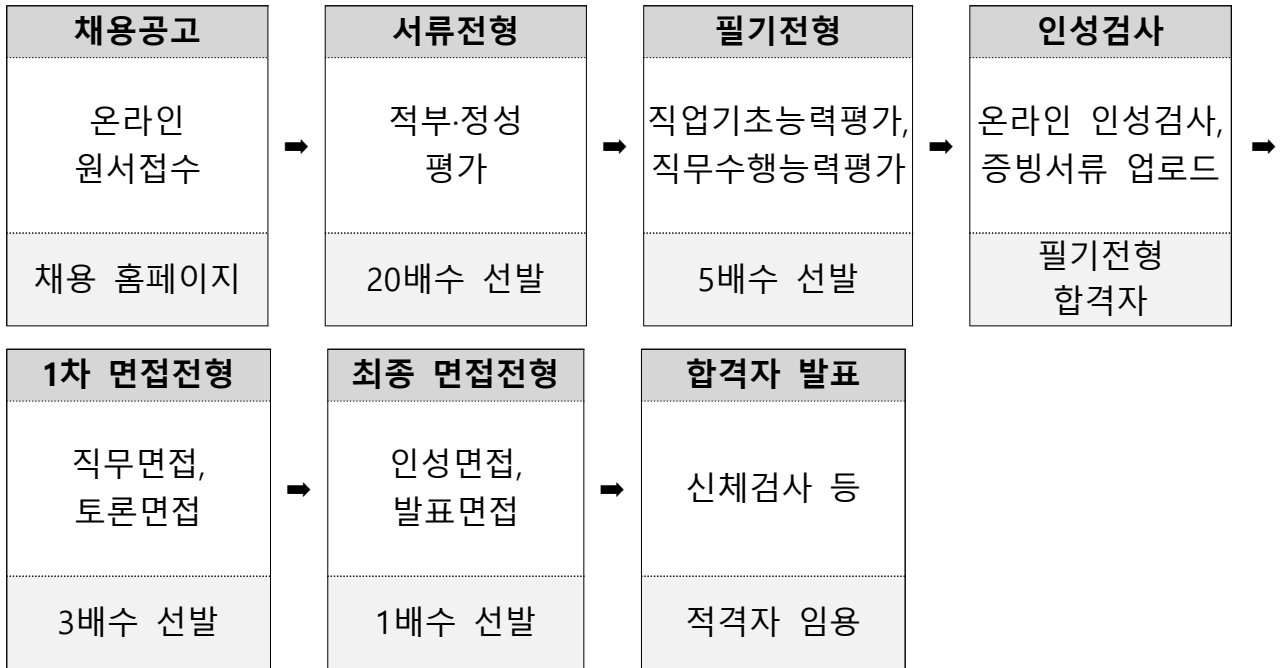 채용공고
온라인
원서접수
채용 홈페이지
➡
서류전형
적부·정성
평가
20배수 선발
➡
필기전형
직업기초능력평가,
직무수행능력평가
5배수 선발
➡
인성검사
온라인 인성검사,
증빙서류 업로드
필기전형
합격자
➡
1차 면접전형
직무면접,
토론면접
3배수 선발
➡
최종 면접전형
인성면접,
발표면접
1배수 선발
➡
합격자 발표
신체검사 등
적격자 임용